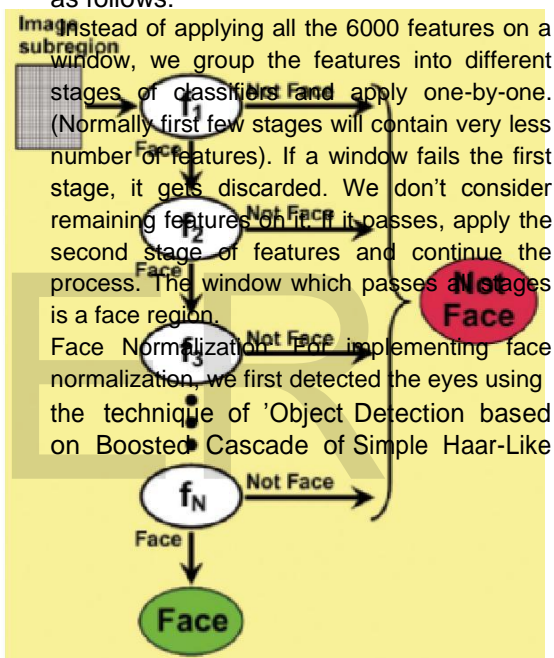 as follows.
Instead of applying all the 6000 features on a
window, we group the features into different
stages of classifiers and apply one-by-one.
(Normally first few stages will contain very less
number of features). If a window fails the first
stage, it gets discarded. We don't consider
remaining features on it. If it passes, apply the
second stage of features and continue the
process. The window which passes all stages
is a face region.
Face Normalization For implementing face
normalization, we first detected the eyes using
the technique of 'Object Detection based
on Boosted Cascade of Simple Haar-Like
Image
subregion
f1
Not Face
Face
f2
Not Face
Face
f3
Not Face
fN
Not Face
Face
Face
Not
Face
ER